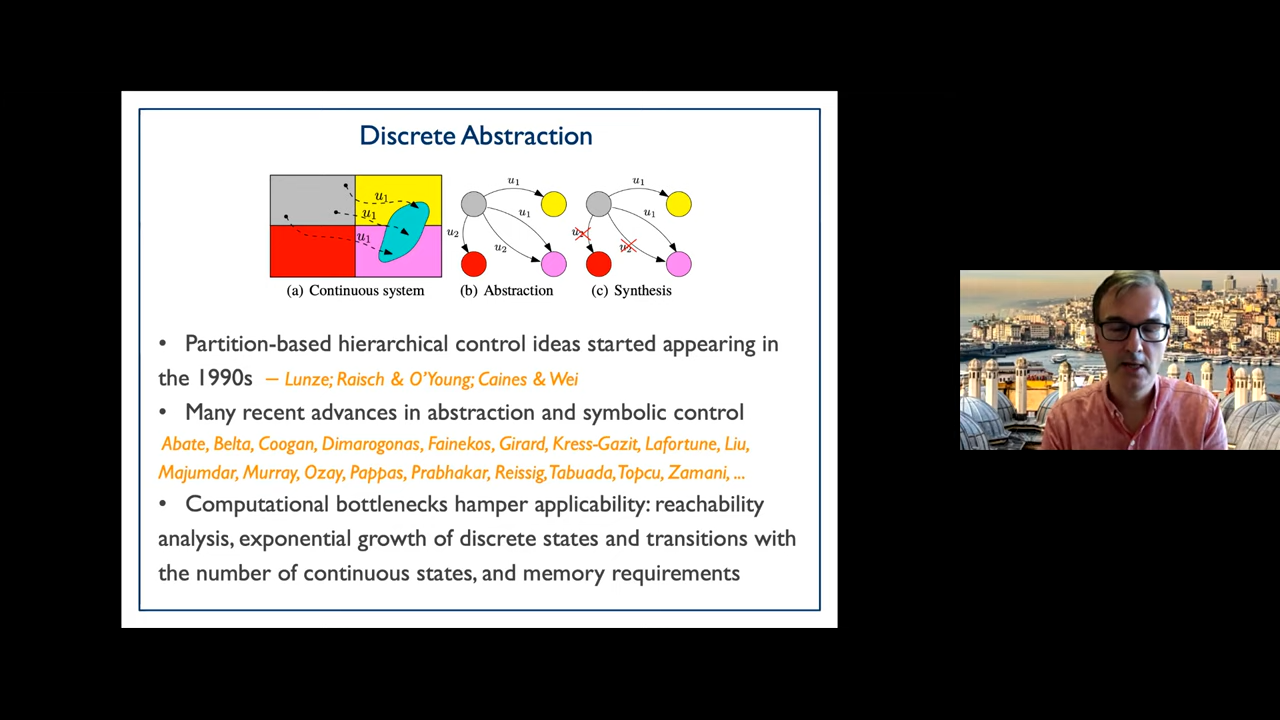 Discrete Abstraction
u₁
u₁
u₁
(a) Continuous system
u₁
u₁
u₂
u₂
(b) Abstraction
u₁
u₁
u₂
u₂
(c) Synthesis
• Partition-based hierarchical control ideas started appearing in
the 1990s – Lunze; Raisch & O'Young; Caines & Wei
• Many recent advances in abstraction and symbolic control
Abate, Belta, Coogan, Dimarogonas, Fainekos, Girard, Kress-Gazit, Lafortune, Liu,
Majumdar, Murray, Ozay, Pappas, Prabhakar, Reissig, Tabuada, Topcu, Zamani, ...
• Computational bottlenecks hamper applicability: reachability
analysis, exponential growth of discrete states and transitions with
the number of continuous states, and memory requirements